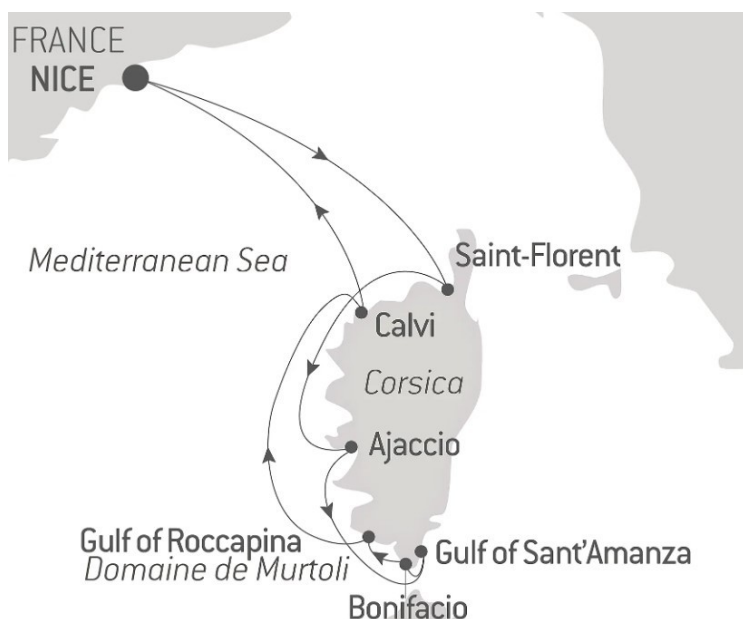 FRANCE
NICE
Mediterranean Sea
Saint-Florent
Calvi
Corsica
Ajaccio
Gulf of Roccapina
Domaine de Murtoli
Gulf of Sant'Amanza
Bonifacio